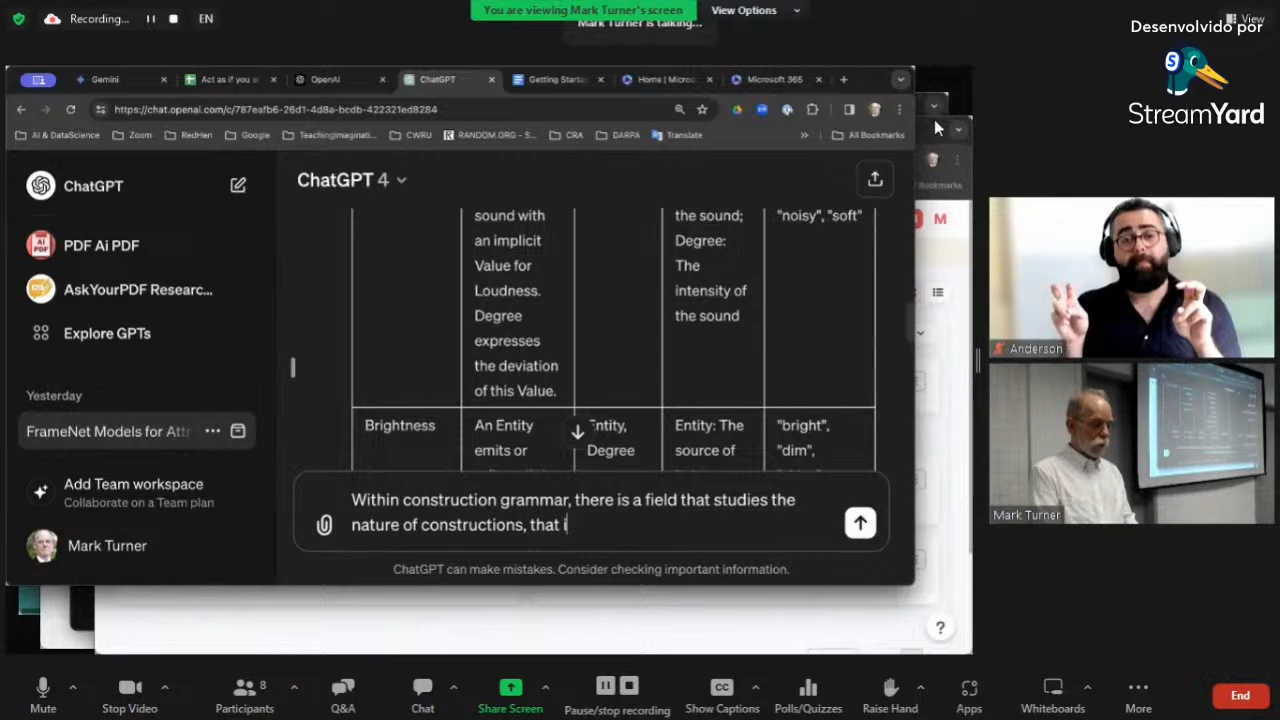 Recording...
EN
You are viewing Mark Turner's screen
View Options
Mark Turner is talking...
View
Desenvolvido por
S
StreamYard
Gemini
Act as if you a
OpenAI
ChatGPT
Getting Starte
Home | Micros
Microsoft 365
https://chat.openai.com/c/787eafb6-26d1-4d8a-bcdb-422321ed8284
AI & DataScience
Zoom
RedHen
Google
TeachingImaginati...
CWRU
RANDOM.ORG - S...
CRA
DARPA
Translate
»
All Bookmarks
Bookmarks
ChatGPT
PDF Ai PDF
AskYourPDF Researc...
Explore GPTs
Yesterday
FrameNet Models for Attr
Add Team workspace
Collaborate on a Team plan
Mark Turner
ChatGPT 4
sound with
an implicit
Value for
Loudness.
Degree
expresses
the deviation
of this Value.
the sound;
Degree:
The
intensity of
the sound
"noisy", "soft"
Brightness
An Entity
emits or
Entity,
Degree
Entity: The
source of
"bright",
"dim",
Within construction grammar, there is a field that studies the
nature of constructions, that i
ChatGPT can make mistakes. Consider checking important information.
M
?
Anderson
Mark Turner
Mute
Stop Video
Participants
8
Q&A
Chat
Share Screen
Pause/stop recording
CC
Show Captions
Polls/Quizzes
Raise Hand
Apps
Whiteboards
More
End